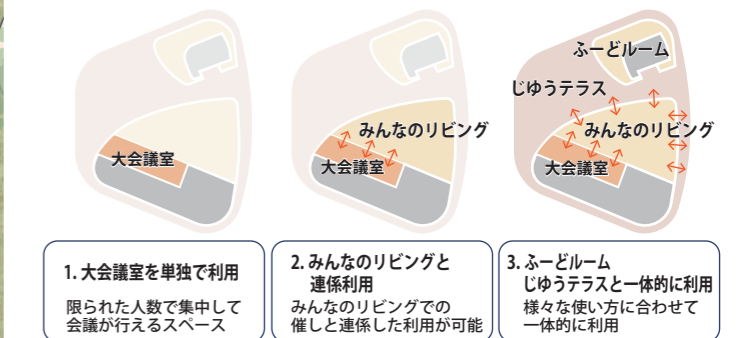 大会議室
みんなのリビング
大会議室
ふーどルーム
じゆうテラス
みんなのリビング
大会議室
1. 大会議室を単独で利用
限られた人数で集中して
会議が行えるスペース
2. みんなのリビングと
連係利用
みんなのリビングでの
催しと連係した利用が可能
3. ふーどルーム
じゆうテラスと一体的に利用
様々な使い方に合わせて
一体的に利用